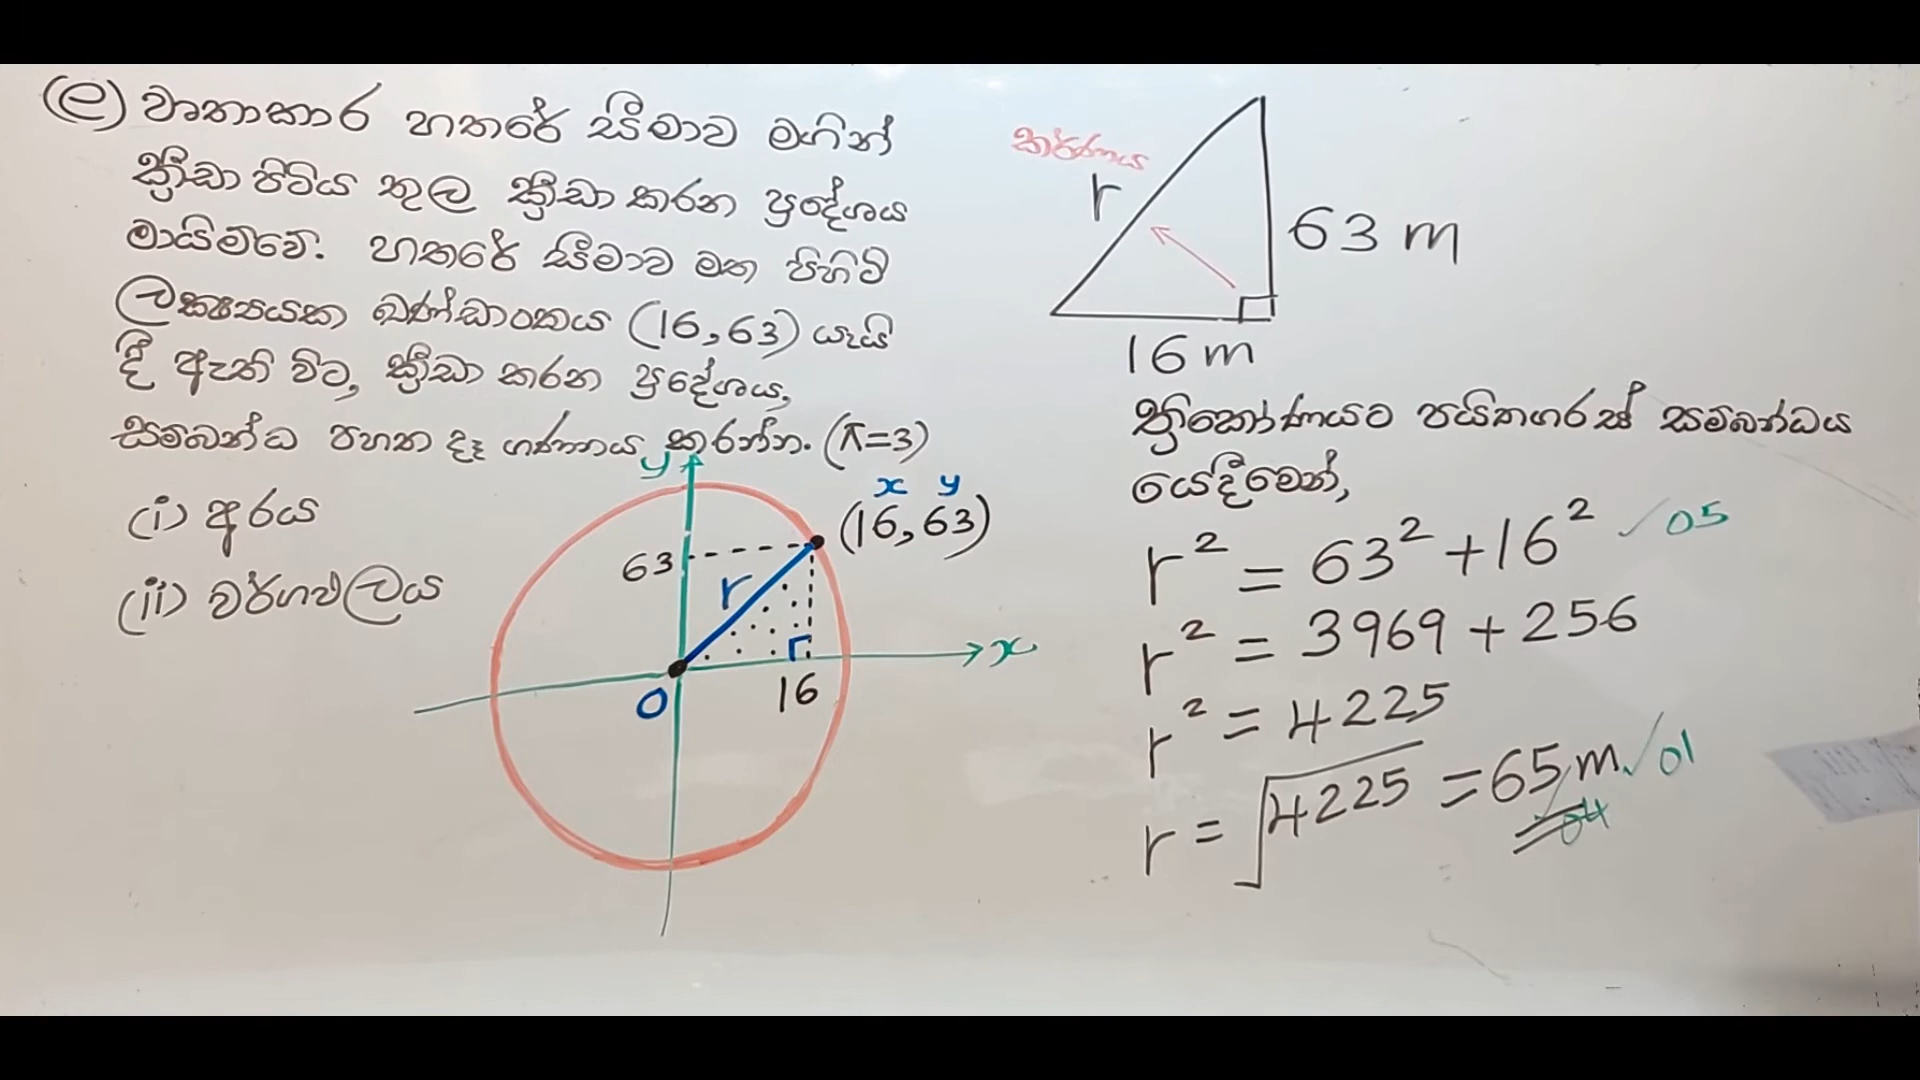 (ල) වෘතාකාර හතරේ සීමාව මගින්
ක්‍රීඩා පිටිය තුල ක්‍රීඩා කරන ප්‍රදේශය
මායිම්වේ. හතරේ සීමාව මත පිහිටි
ලක්ෂ්‍යයක ඛණ්ඩාංකය (16,63) යැයි
දී ඇති විට, ක්‍රීඩා කරන ප්‍රදේශය,
සම්බන්ධ පහත දෑ ගණනය කරන්න. (π=3)
(i) අරය
(ii) වර්ගඵලය
y
x y
(16,63)
63
r
x
O
16
කර්ණය
r
63 m
16 m
ත්‍රිකෝණයට පයිතගරස් සම්බන්ධය
යෙදීමෙන්,
r² = 63² + 16² ✓05
r² = 3969 + 256
r² = 4225
r = √4225 = 65m ✓01
04